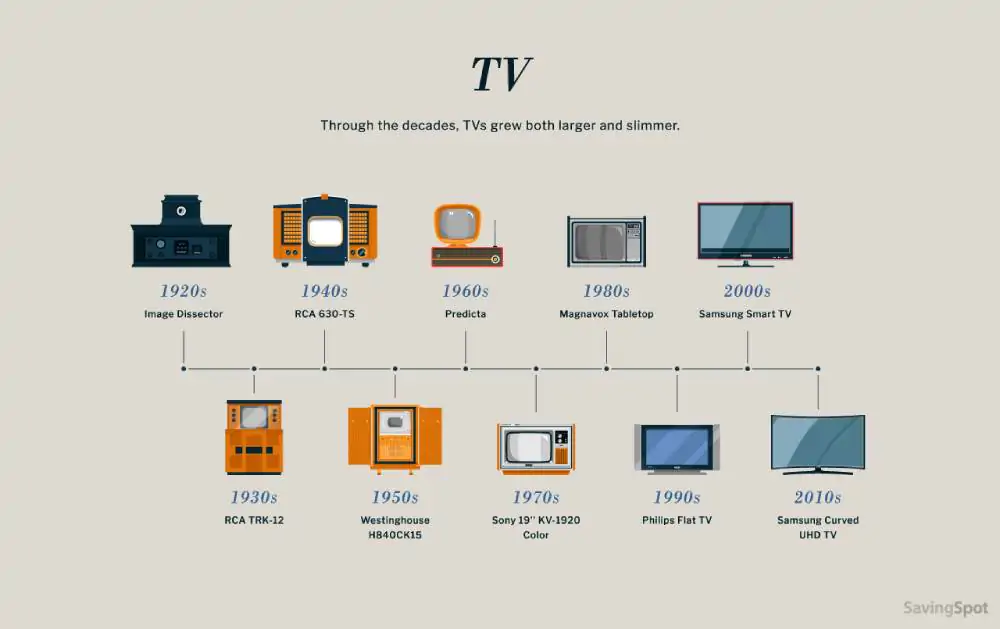 TV
Through the decades, TVs grew both larger and slimmer.
1920s
Image Dissector
1940s
RCA 630-TS
1960s
Predicta
1980s
Magnavox Tabletop
2000s
Samsung Smart TV
1930s
RCA TRK-12
1950s
Westinghouse
H840CK15
1970s
Sony 19" KV-1920
Color
1990s
Philips Flat TV
2010s
Samsung Curved
UHD TV
SavingSpot